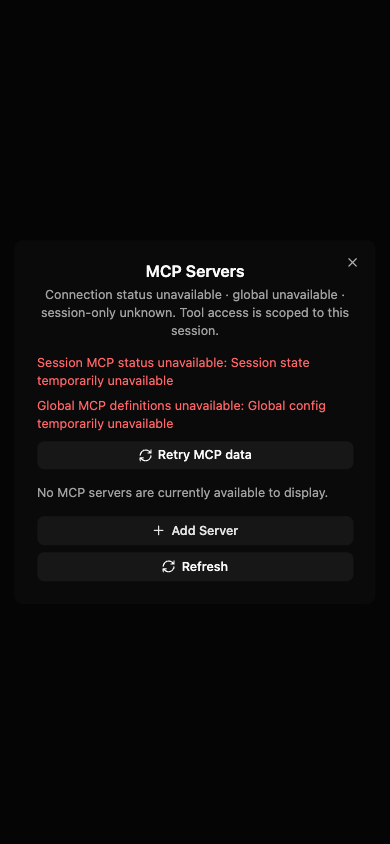 MCP Servers
Connection status unavailable · global unavailable ·
session-only unknown. Tool access is scoped to this
session.
Session MCP status unavailable: Session state
temporarily unavailable
Global MCP definitions unavailable: Global config
temporarily unavailable
Retry MCP data
No MCP servers are currently available to display.
Add Server
Refresh